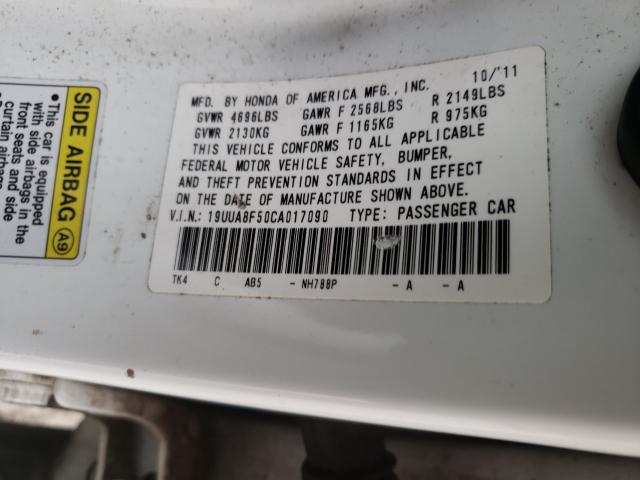 SIDE AIRBAG A9
•This car is equipped
with side airbags in the
front seats and side
curtain airbags
MFD. BY HONDA OF AMERICA MFG., INC. 10/'11
GVWR 4696LBS GAWR F 2568LBS R 2149LBS
GVWR 2130KG GAWR F 1165KG R 975KG
THIS VEHICLE CONFORMS TO ALL APPLICABLE
FEDERAL MOTOR VEHICLE SAFETY, BUMPER,
AND THEFT PREVENTION STANDARDS IN EFFECT
ON THE DATE OF MANUFACTURE SHOWN ABOVE.
V.I.N.: 19UUA8F50CA017090 TYPE: PASSENGER CAR
TK4 C AB5 - NH788P - A - A